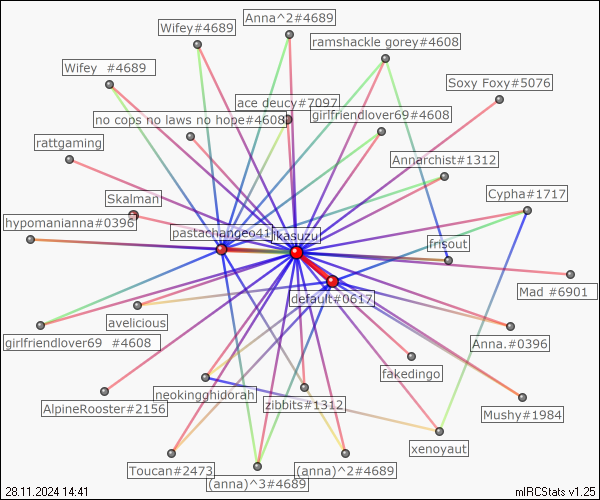 Anna^2#4689
Wifey#4689
ramshackle gorey#4608
Wifey  #4689
Soxy Foxy#5076
ace deucy#7097
no cops no laws no hope#4608
girlfriendlover69#4608
rattgaming
Annarchist#1312
Skalman
Cypha#1717
hypomanianna#0396
pastachangeo41
jkasuzu
frisout
Mad #6901
default#0617
avelicious
girlfriendlover69  #4608
Anna.#0396
fakedingo
neokingghidorah
AlpineRooster#2156
zibbits#1312
Mushy#1984
xenoyaut
Toucan#2473
(anna)^2#4689
(anna)^3#4689
28.11.2024 14:41
mIRCStats v1.25